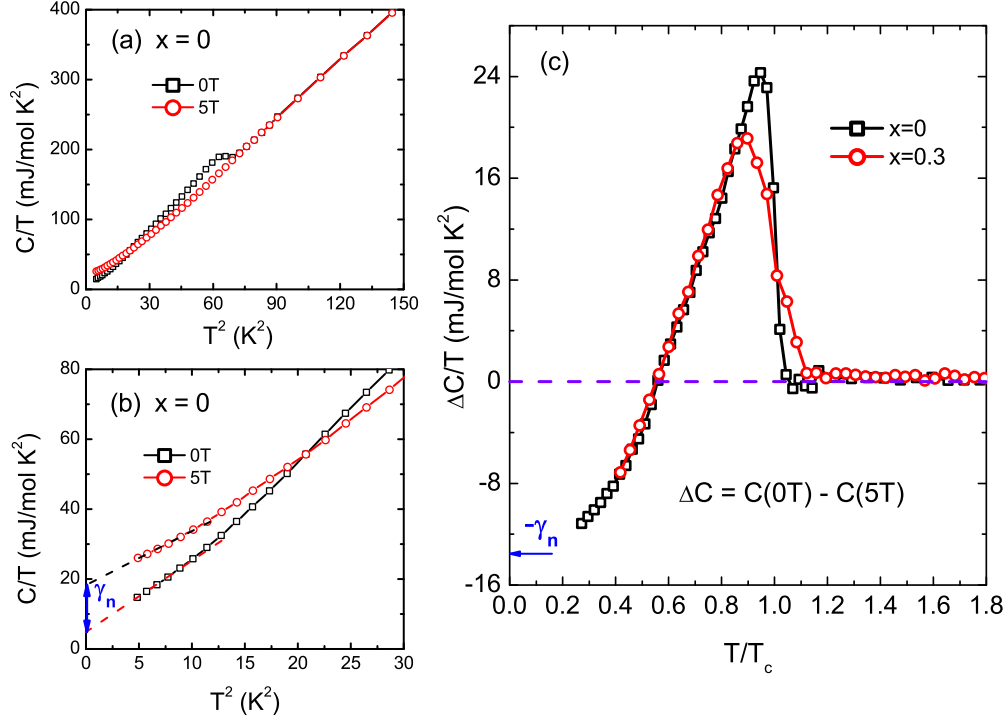 (a) x = 0
0T
5T
400
300
200
100
0
0 30 60 90 120 150
C/T (mJ/mol K²)
T² (K²)
(b) x = 0
0T
5T
80
60
40
20
0
0 5 10 15 20 25 30
C/T (mJ/mol K²)
T² (K²)
γₙ
(c)
x=0
x=0.3
24
16
8
0
-8
-16
0.0 0.2 0.4 0.6 0.8 1.0 1.2 1.4 1.6 1.8
ΔC/T (mJ/mol K²)
T/T_c
ΔC = C(0T) - C(5T)
-γₙ